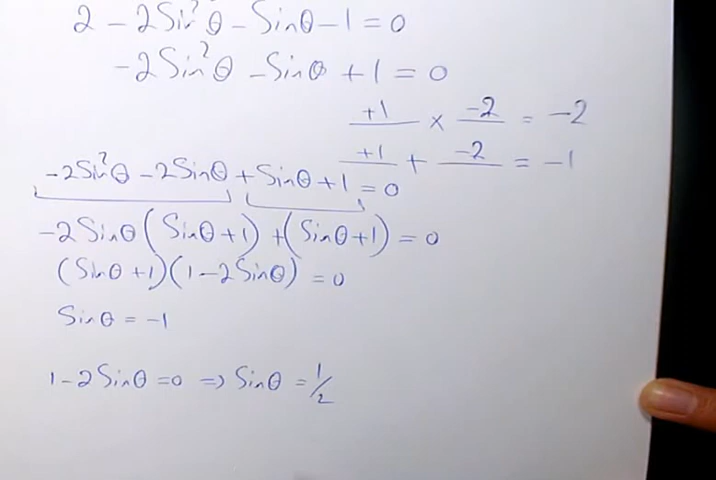 2 - 2Sin²θ - Sinθ - 1 = 0
-2Sin²θ - Sinθ + 1 = 0
+1 × -2 = -2
+1 + -2 = -1
-2Sin²θ - 2Sinθ + Sinθ + 1 = 0
-2Sinθ(Sinθ+1) + (Sinθ+1) = 0
(Sinθ+1)(1-2Sinθ) = 0
Sinθ = -1
1-2Sinθ = 0 ⇒ Sinθ = 1/2